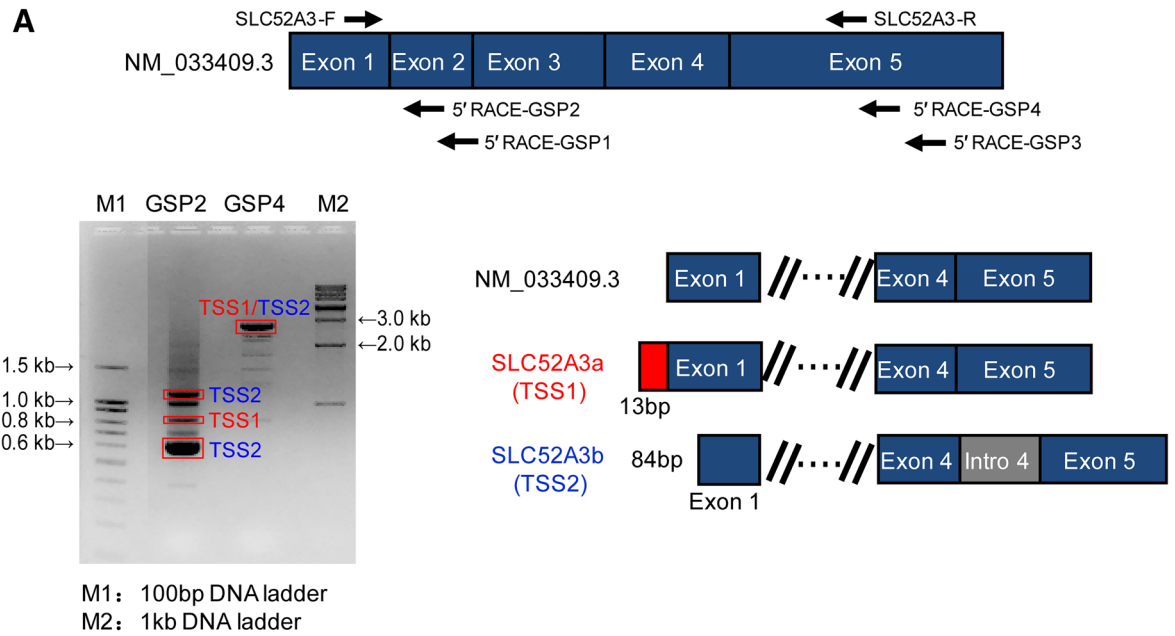 A
SLC52A3-F
SLC52A3-R
NM_033409.3
Exon 1
Exon 2
Exon 3
Exon 4
Exon 5
5′ RACE-GSP2
5′ RACE-GSP4
5′ RACE-GSP1
5′ RACE-GSP3
M1
GSP2
GSP4
M2
TSS1/TSS2
←3.0 kb
←2.0 kb
1.5 kb→
1.0 kb→
0.8 kb→
0.6 kb→
TSS2
TSS1
TSS2
M1：100bp DNA ladder
M2：1kb DNA ladder
NM_033409.3
Exon 1
Exon 4
Exon 5
SLC52A3a
(TSS1)
Exon 1
Exon 4
Exon 5
13bp
SLC52A3b
(TSS2)
84bp
Exon 4
Intro 4
Exon 5
Exon 1